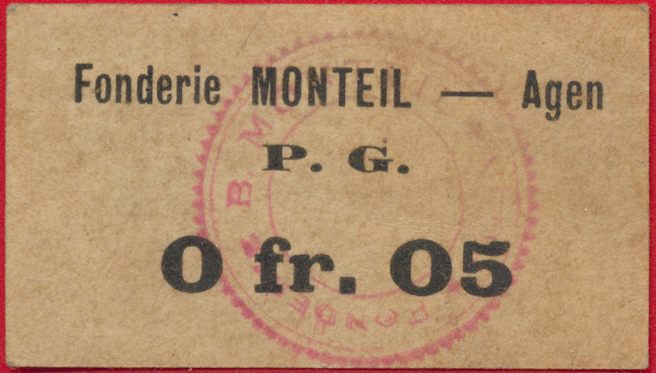 Fonderie MONTEIL — Agen
P. G.
0 fr. 05